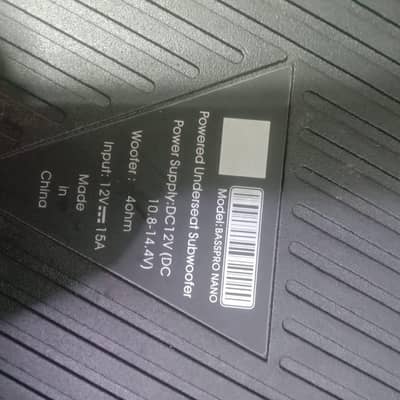 Model: BASSPRO NANO
Powered Underseat Subwoofer
Power Supply:DC12V (DC
10.8-14.4V)
Woofer: 4ohm
Input: 12V⎓15A
Made
in
China